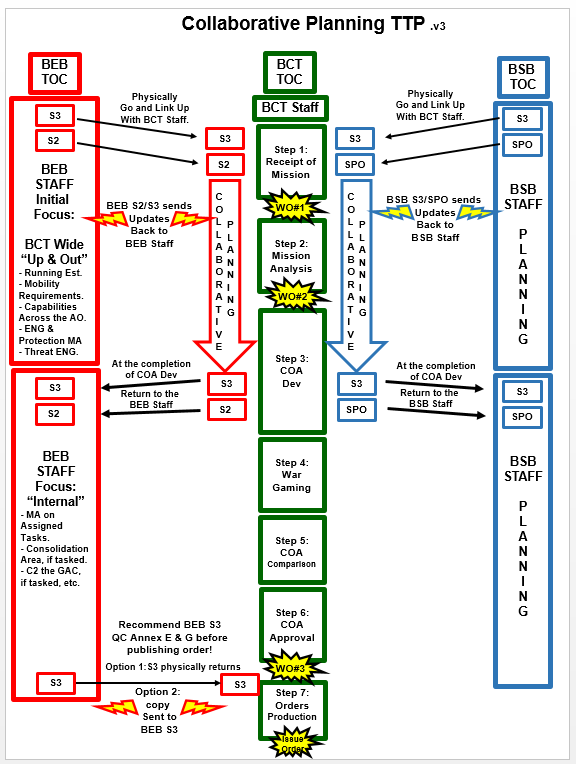 Collaborative Planning TTP .v3
BEB
TOC
BCT
TOC
BSB
TOC
BCT Staff
S3
S2
BEB
STAFF
Initial
Focus:
BCT Wide
“Up & Out”
- Running Est.
- Mobility
Requirements.
- Capabilities
Across the AO.
- ENG &
Protection MA
- Threat ENG.
Physically
Go and Link Up
With BCT Staff.
S3
S2
BEB S2/S3 sends
Updates
Back to
BEB Staff
COLLABORATIVE
PLANNING
Step 1:
Receipt of
Mission
WO#1
Step 2:
Mission
Analysis
WO#2
Step 3:
COA
Dev
Step 4:
War
Gaming
Step 5:
COA
Comparison
Step 6:
COA
Approval
WO#3
Step 7:
Orders
Production
Issue
Order
S3
SPO
COLLABORATIVE
PLANNING
Physically
Go and Link Up
With BCT Staff.
BSB S3/SPO sends
Updates
Back to
BSB Staff
S3
SPO
BSB
STAFF
PLANNING
At the completion
of COA Dev
Return to the
BEB Staff
S3
S2
S3
S2
BEB
STAFF
Focus:
“Internal”
- MA on
Assigned
Tasks.
- Consolidation
Area, if tasked.
- C2 the GAC,
if tasked, etc.
S3
SPO
At the completion
of COA Dev
Return to the
BSB Staff
S3
SPO
BSB
STAFF
PLANNING
Recommend BEB S3
QC Annex E & G before
publishing order!
Option 1:S3 physically returns
S3
S3
Option 2:
copy
Sent to
BEB S3